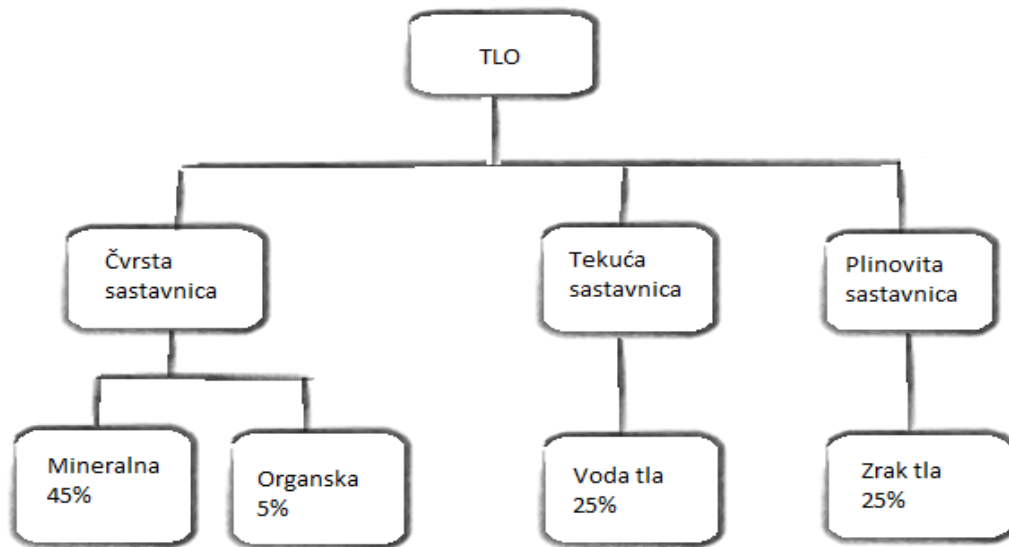 TLO
Čvrsta
sastavnica
Tekuća
sastavnica
Plinovita
sastavnica
Mineralna
45%
Organska
5%
Voda tla
25%
Zrak tla
25%